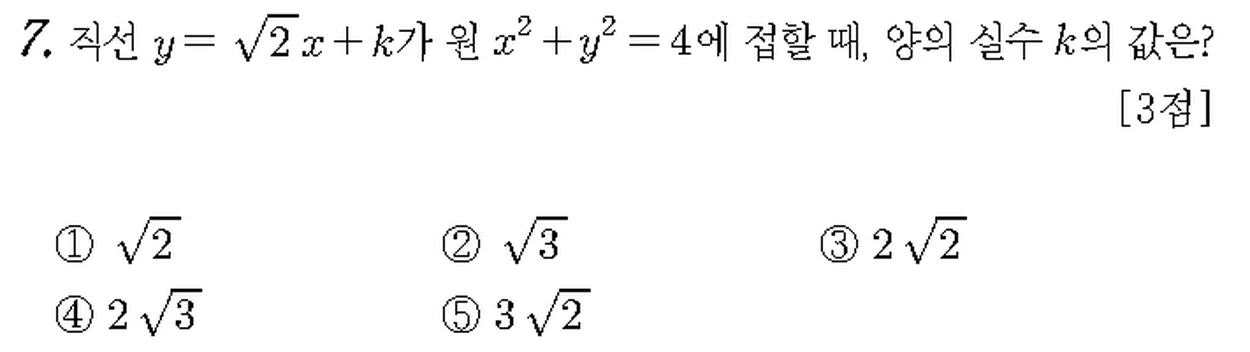 7. 직선 y = √2 x + k가 원 x² + y² = 4에 접할 때, 양의 실수 k의 값은?
[3점]
① √2 ② √3 ③ 2√2
④ 2√3 ⑤ 3√2